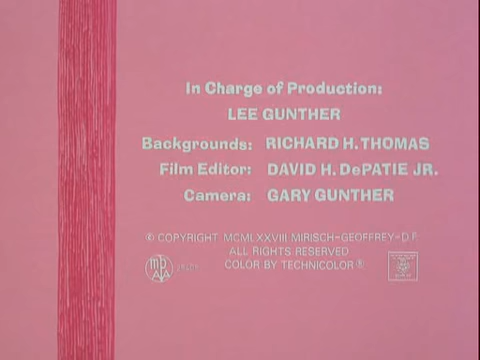 In Charge of Production:
LEE GUNTHER
Backgrounds: RICHARD H. THOMAS
Film Editor: DAVID H. DePATIE JR.
Camera: GARY GUNTHER
© COPYRIGHT MCMLXXVIII MIRISCH-GEOFFREY-D.F.
ALL RIGHTS RESERVED
COLOR BY TECHNICOLOR®